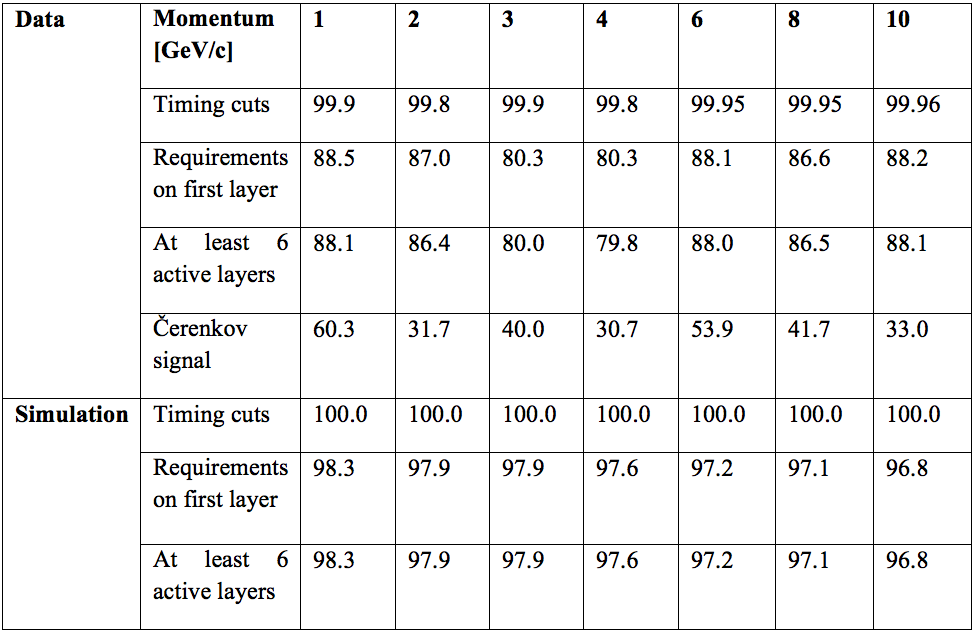 Data Momentum 1 2 3 4 6 8 10
[GeV/c]
Timing cuts 99.9 99.8 99.9 99.8 99.95 99.95 99.96
Requirements 88.5 87.0 80.3 80.3 88.1 86.6 88.2
on first layer
At least 6 88.1 86.4 80.0 79.8 88.0 86.5 88.1
active layers
Čerenkov 60.3 31.7 40.0 30.7 53.9 41.7 33.0
signal
Simulation Timing cuts 100.0 100.0 100.0 100.0 100.0 100.0 100.0
Requirements 98.3 97.9 97.9 97.6 97.2 97.1 96.8
on first layer
At least 6 98.3 97.9 97.9 97.6 97.2 97.1 96.8
active layers